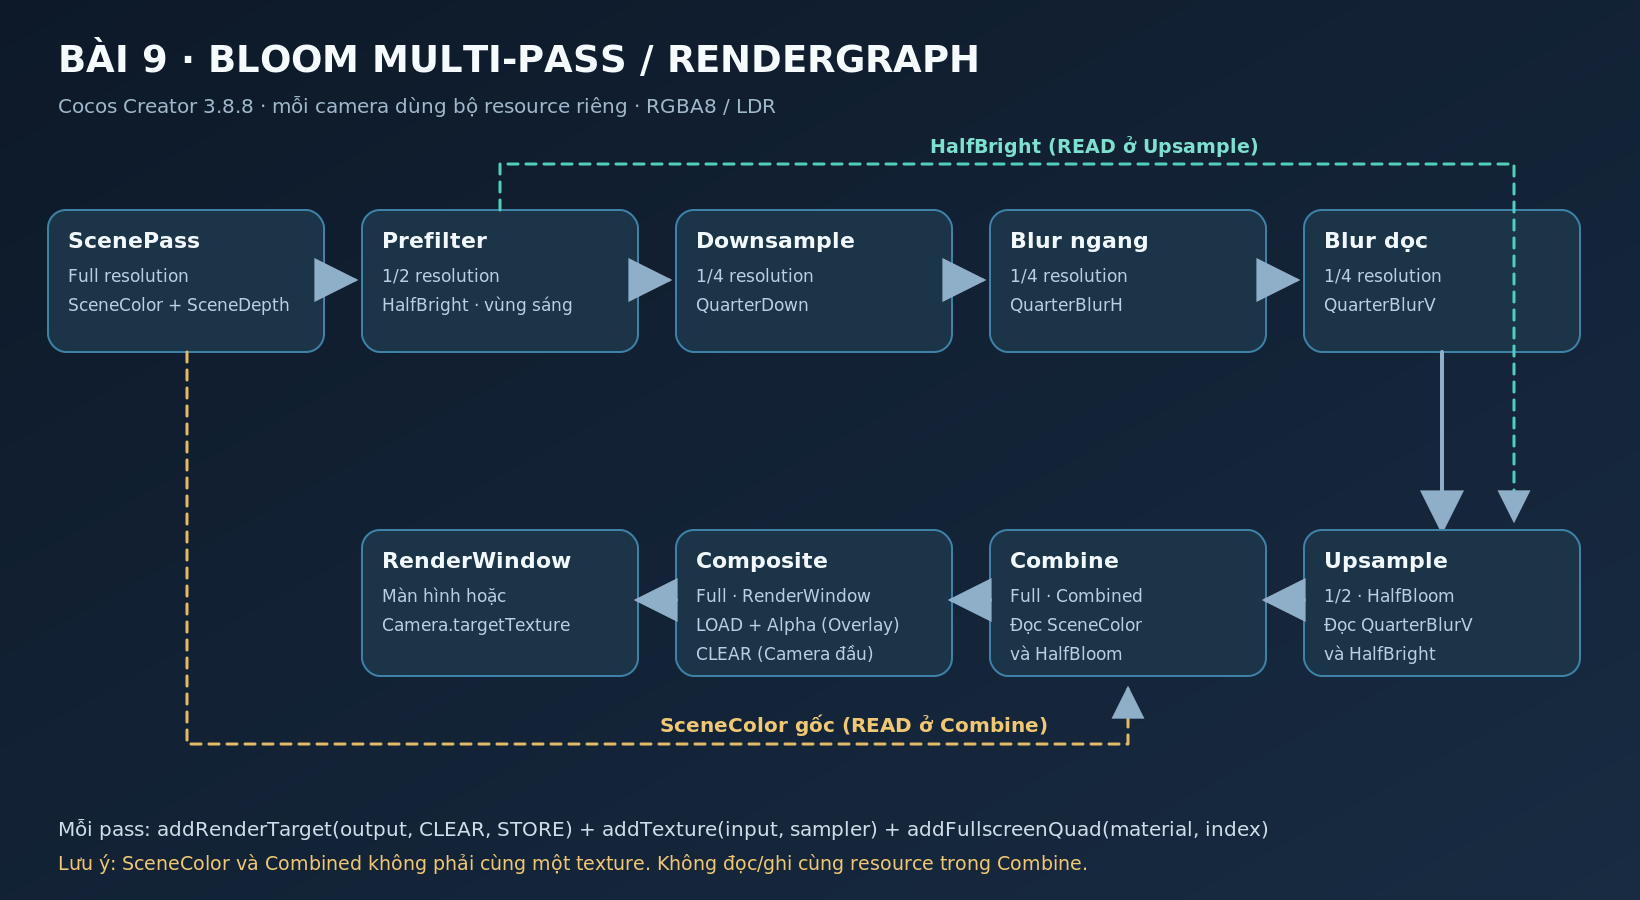 BÀI 9 · BLOOM MULTI-PASS / RENDERGRAPH
Cocos Creator 3.8.8 · mỗi camera dùng bộ resource riêng · RGBA8 / LDR
HalfBright (READ ở Upsample)
ScenePass
Full resolution
SceneColor + SceneDepth
Prefilter
1/2 resolution
HalfBright · vùng sáng
Downsample
1/4 resolution
QuarterDown
Blur ngang
1/4 resolution
QuarterBlurH
Blur dọc
1/4 resolution
QuarterBlurV
RenderWindow
Màn hình hoặc
Camera.targetTexture
Composite
Full · RenderWindow
LOAD + Alpha (Overlay)
CLEAR (Camera đầu)
Combine
Full · Combined
Đọc SceneColor
và HalfBloom
Upsample
1/2 · HalfBloom
Đọc QuarterBlurV
và HalfBright
SceneColor gốc (READ ở Combine)
Mỗi pass: addRenderTarget(output, CLEAR, STORE) + addTexture(input, sampler) + addFullscreenQuad(material, index)
Lưu ý: SceneColor và Combined không phải cùng một texture. Không đọc/ghi cùng resource trong Combine.